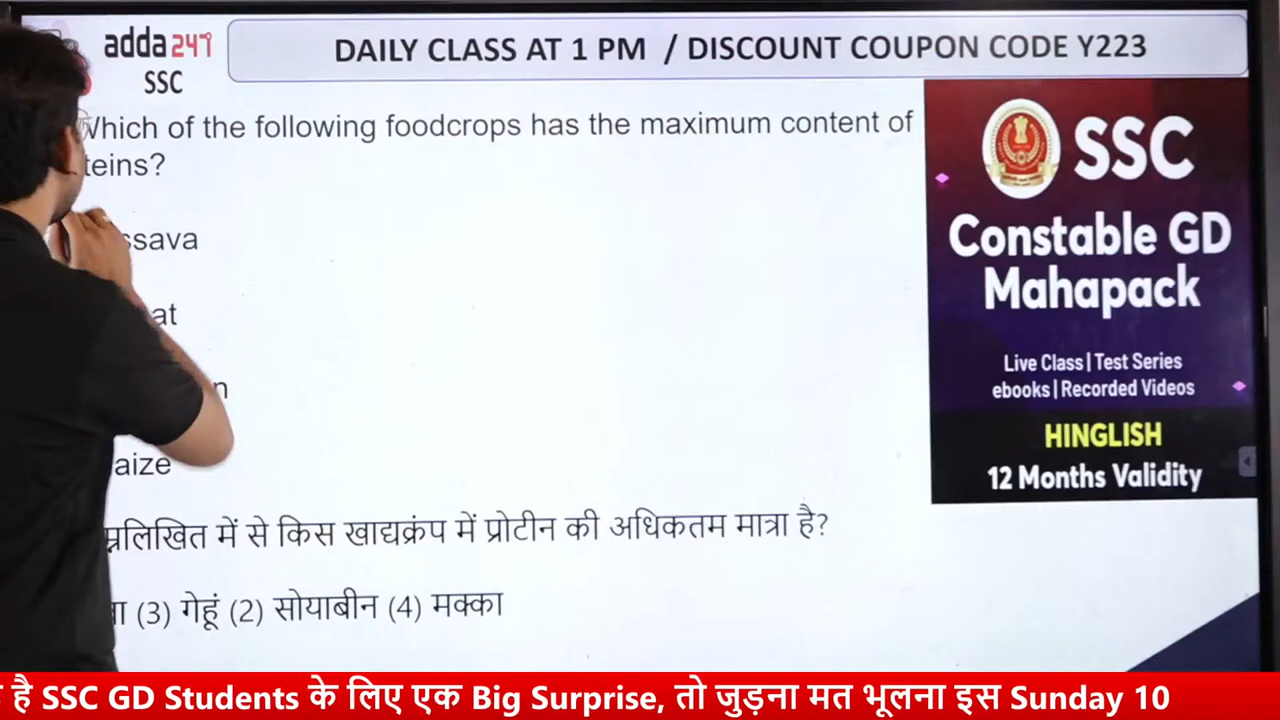 adda247
SSC
DAILY CLASS AT 1 PM / DISCOUNT COUPON CODE Y223
Which of the following foodcrops has the maximum content of
teins?
ssava
at
n
aize
म्नलिखित में से किस खाद्यक्रंप में प्रोटीन की अधिकतम मात्रा है?
(3) गेहूं (2) सोयाबीन (4) मक्का
SSC
Constable GD
Mahapack
Live Class | Test Series
ebooks | Recorded Videos
HINGLISH
12 Months Validity
है SSC GD Students के लिए एक Big Surprise, तो जुड़ना मत भूलना इस Sunday 10